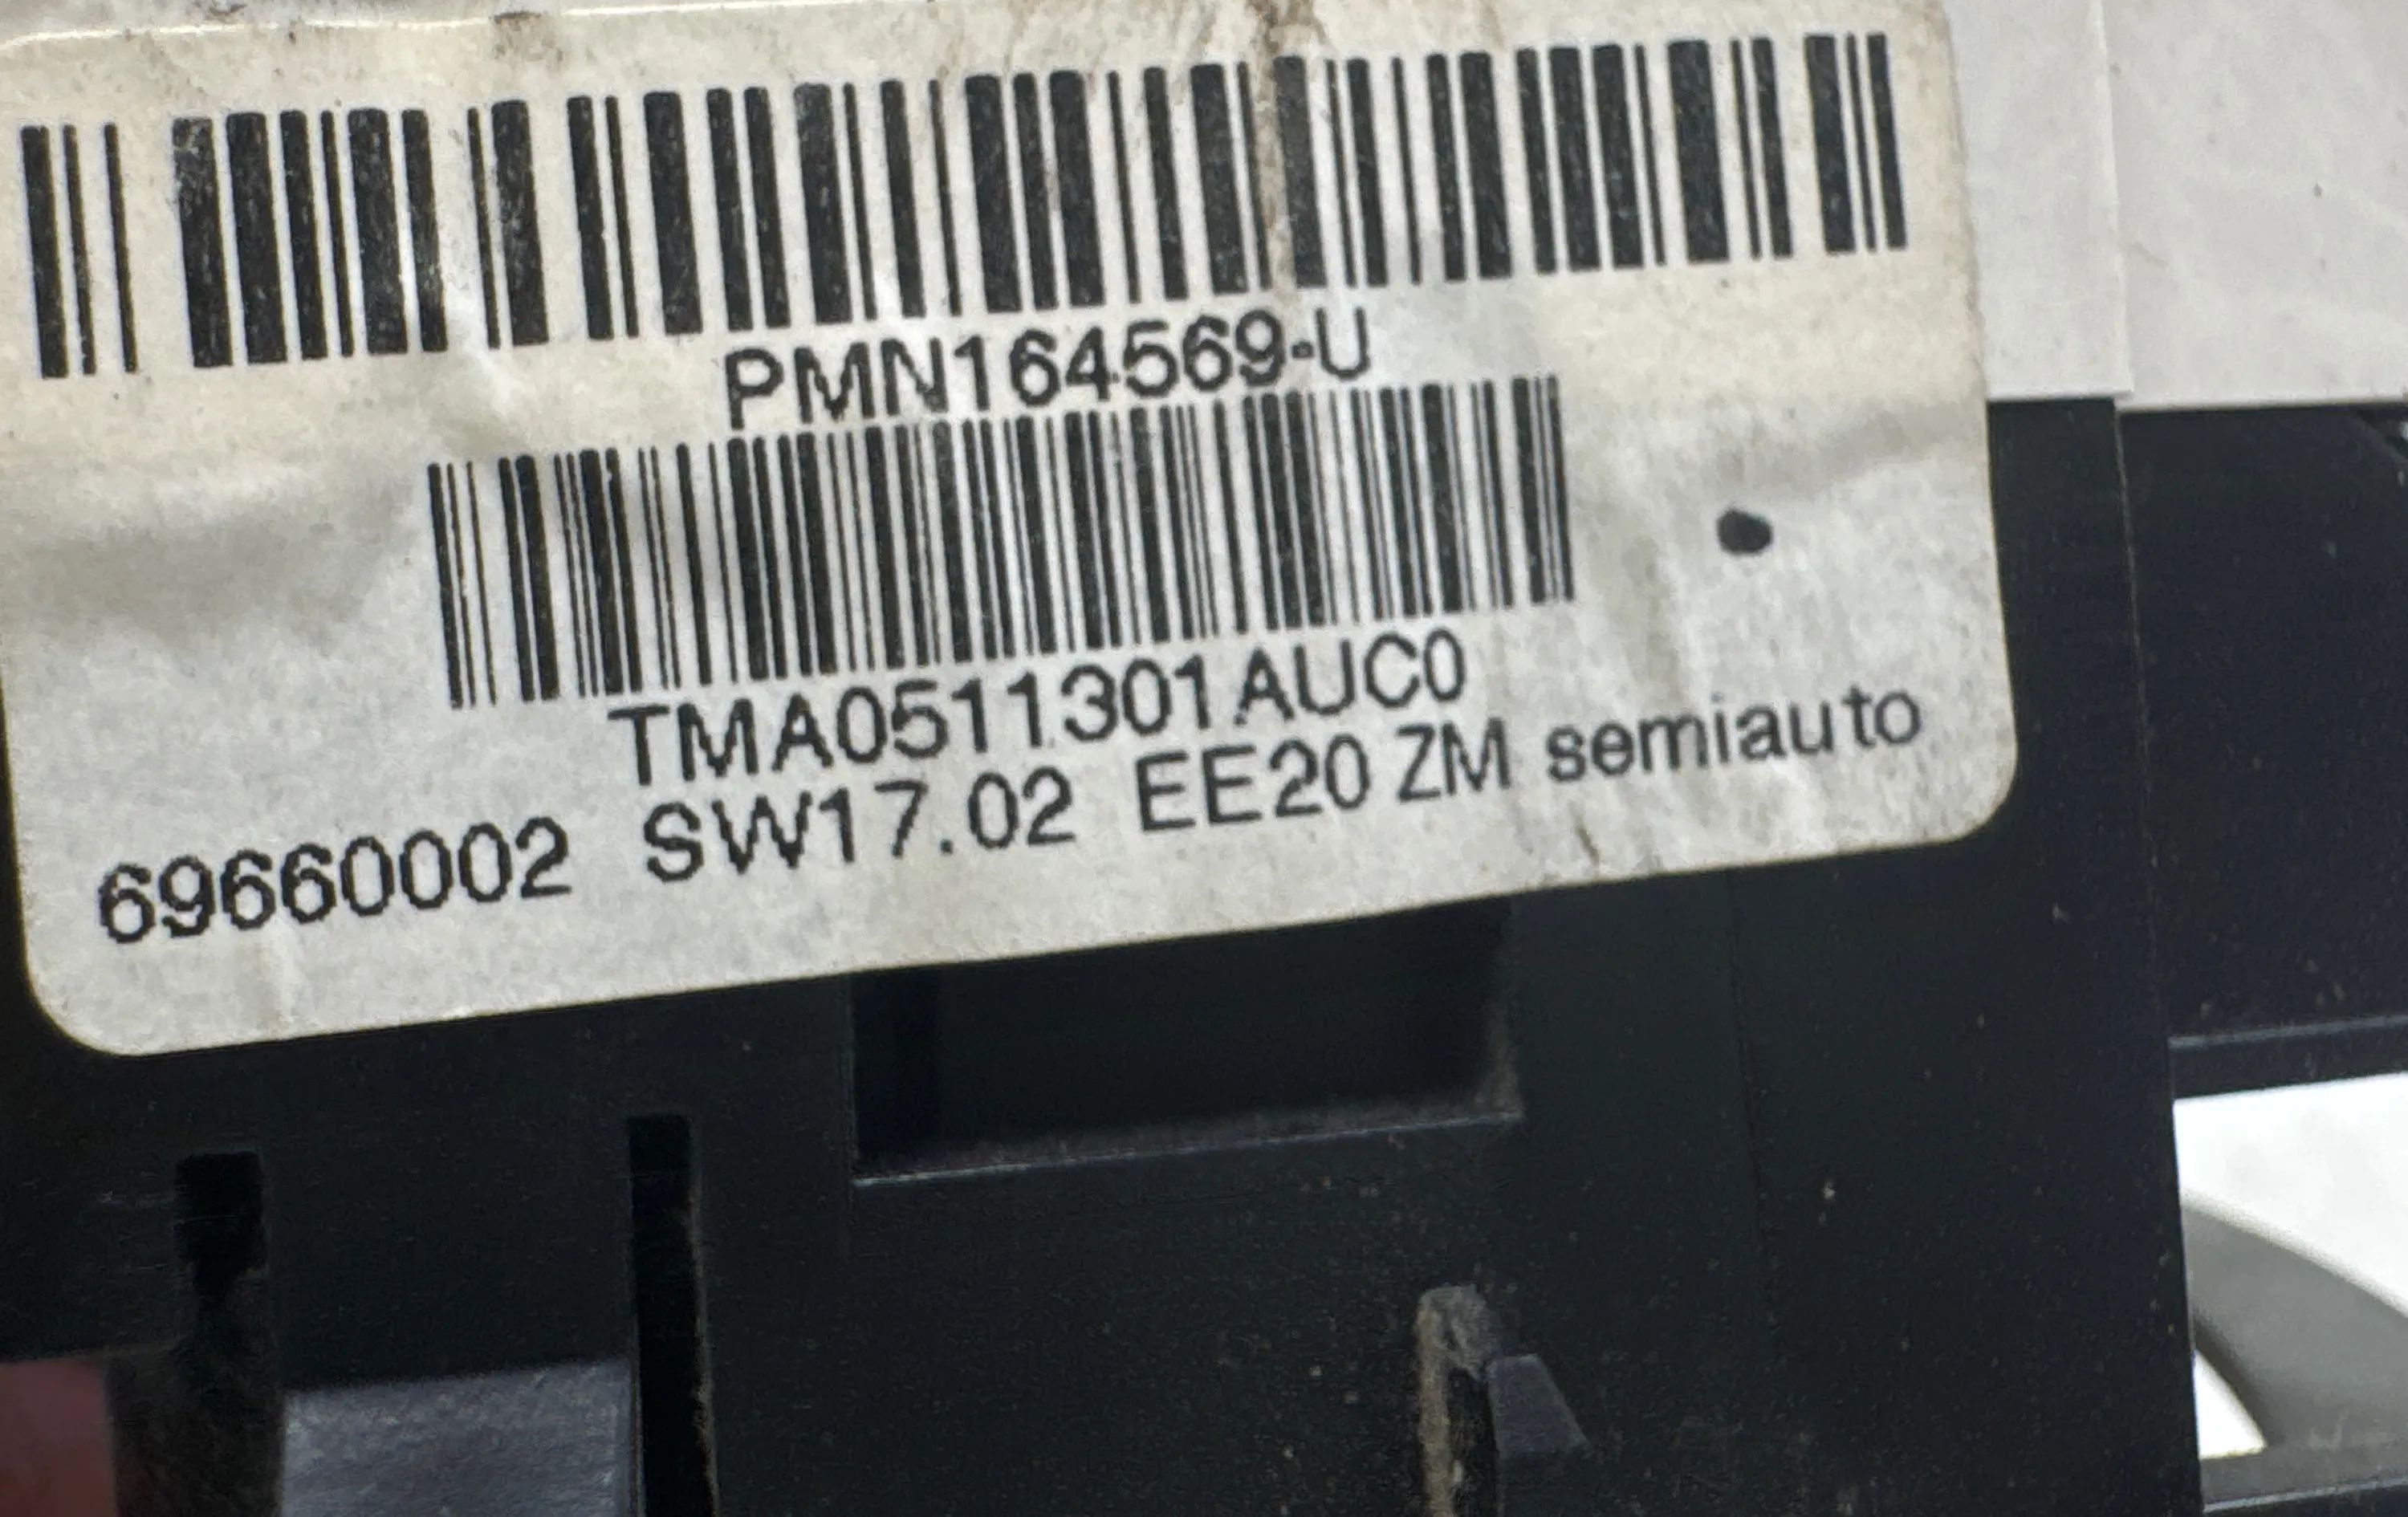 PMN164569-U
TMA0511301AUC0
69660002 SW17.02 EE20 ZM semiauto